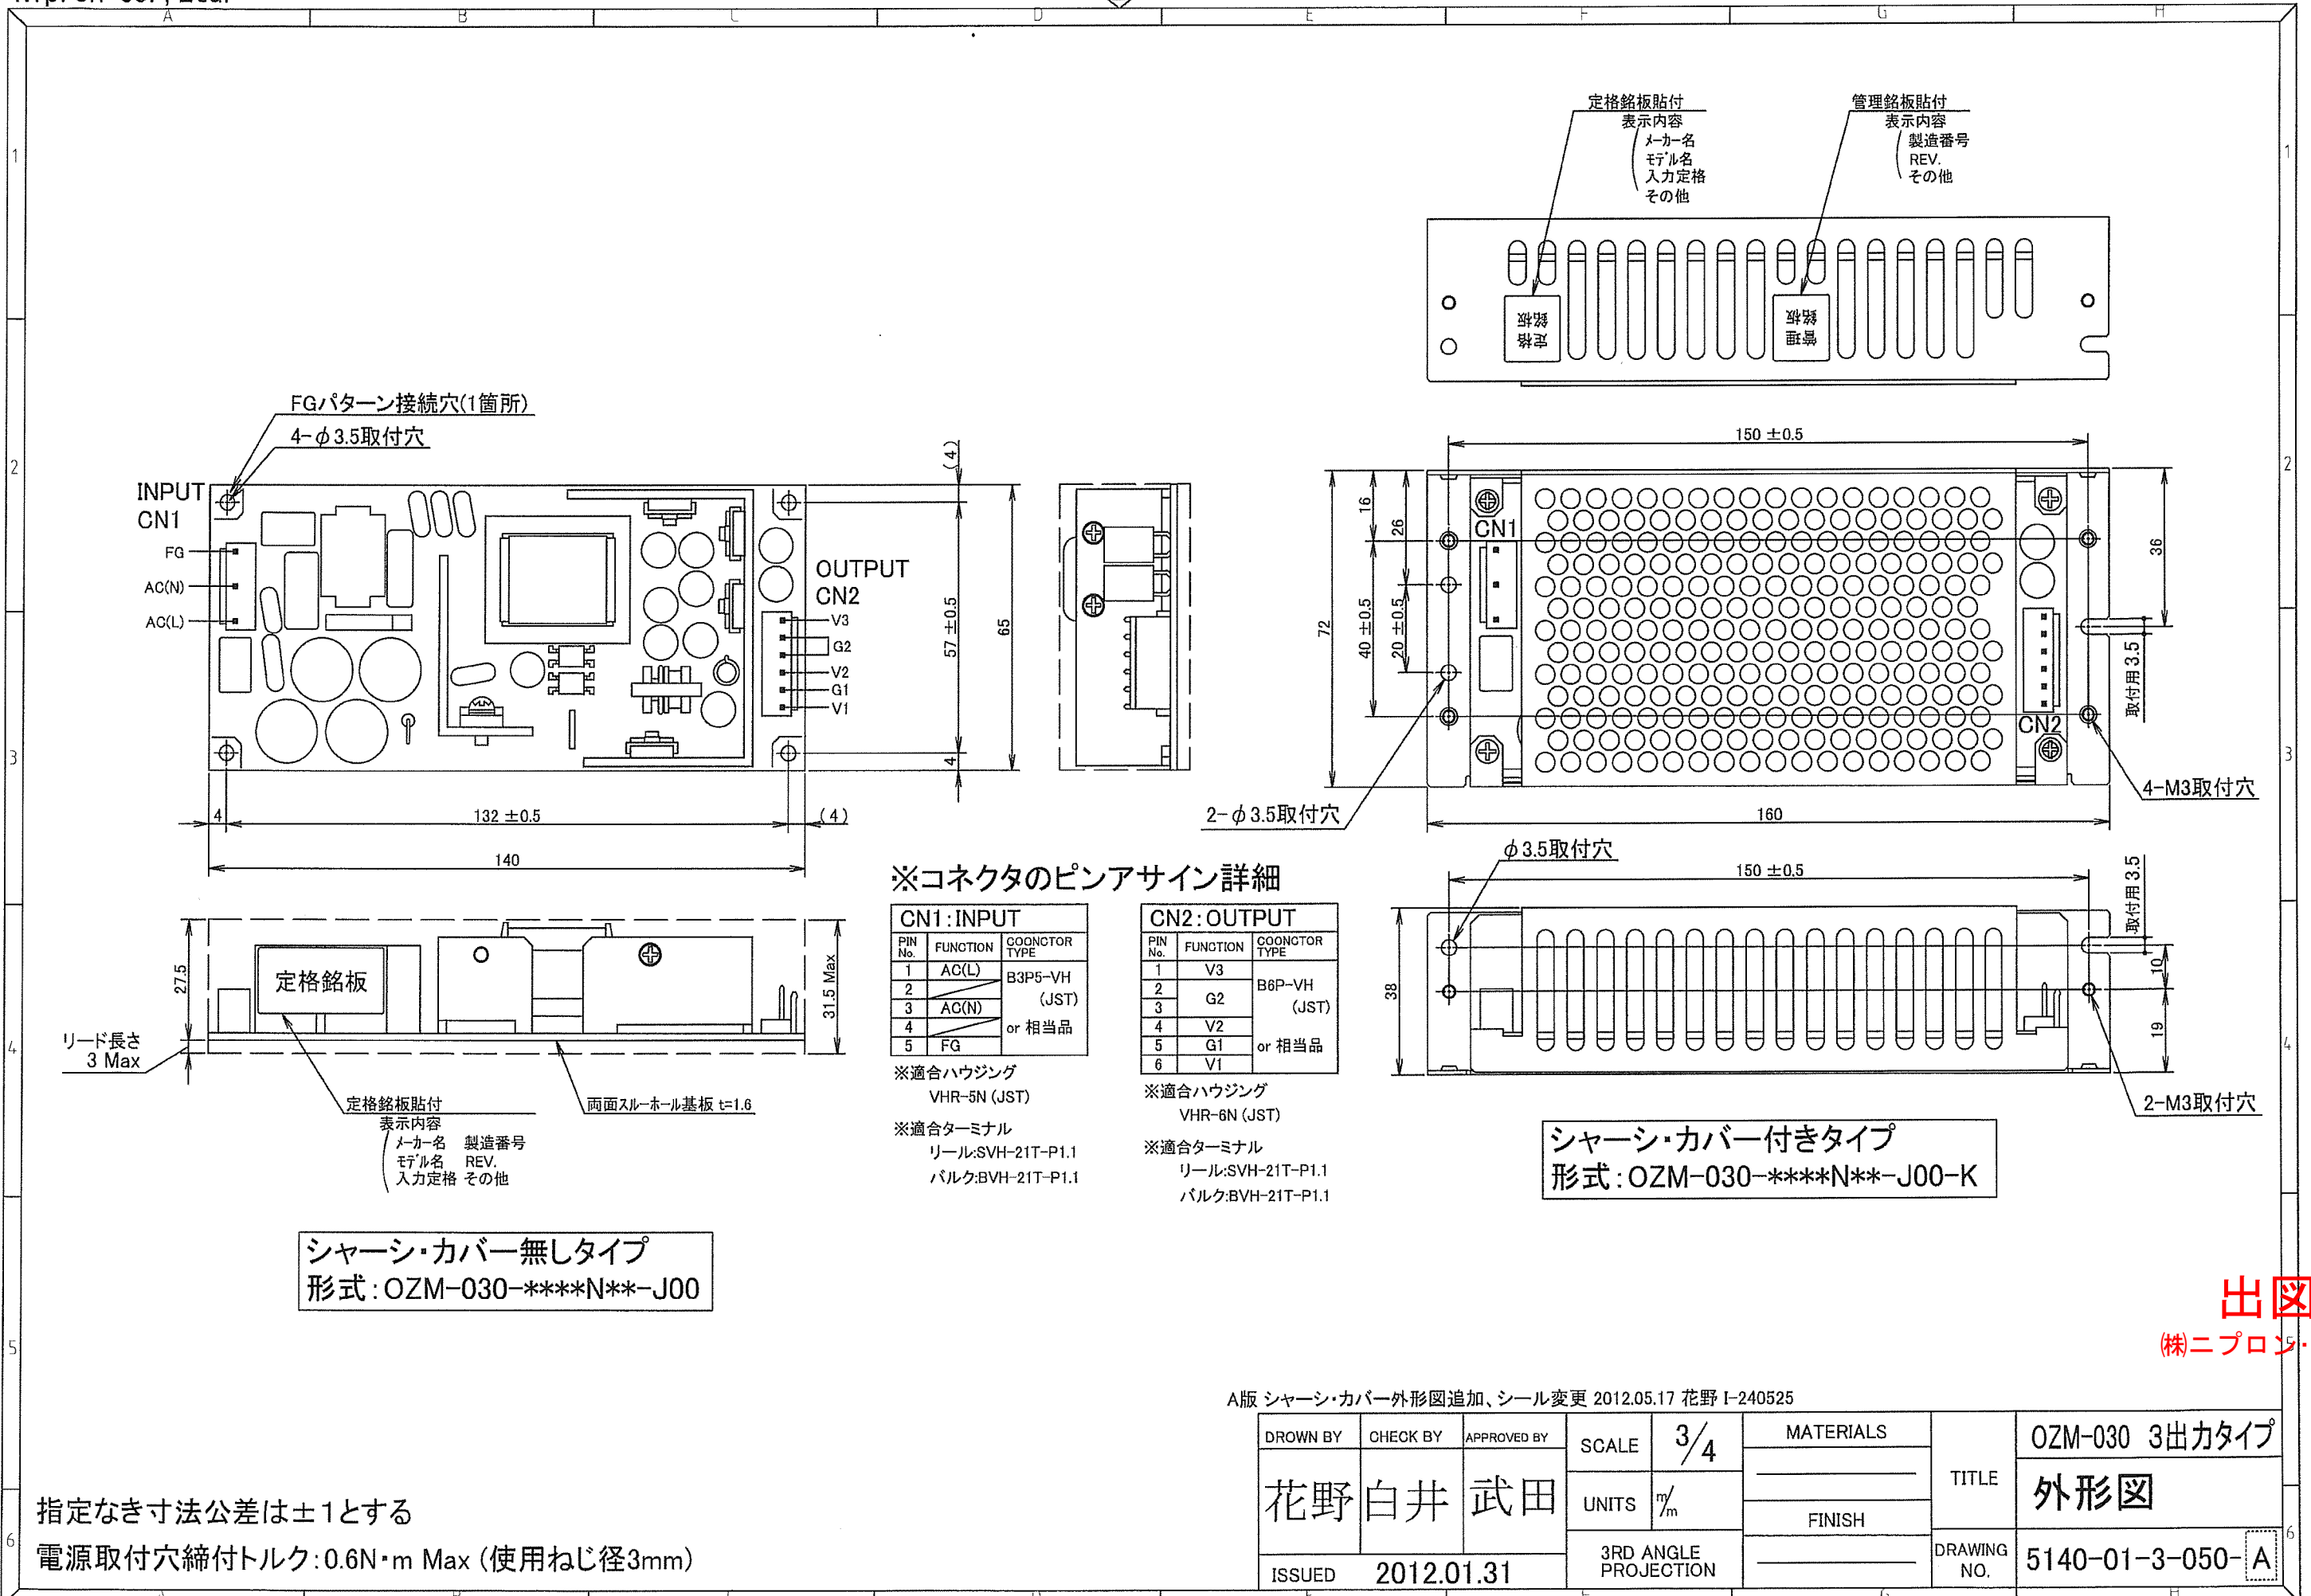 A B C D E F G H
1
2
3
4
5
6
定格銘板貼付
表示内容
メーカー名
モデル名
入力定格
その他
管理銘板貼付
表示内容
製造番号
REV.
その他
定格
銘板
管理
銘板
FGパターン接続穴(1箇所)
4-φ3.5取付穴
INPUT
CN1
FG
AC(N)
AC(L)
OUTPUT
CN2
V3
G2
V2
G1
V1
(4)
57 ±0.5
65
4
4
132 ±0.5
(4)
140
150 ±0.5
16
26
72
40 ±0.5
20 ±0.5
36
取付用 3.5
CN1
CN2
4-M3取付穴
2-φ3.5取付穴
160
27.5
31.5 Max
リード長さ
3 Max
定格銘板
定格銘板貼付
表示内容
メーカー名 製造番号
モデル名 REV.
入力定格 その他
両面スルーホール基板 t=1.6
※コネクタのピンアサイン詳細
CN1:INPUT
PIN No. FUNCTION COONCTOR TYPE
1 AC(L)
2
3 AC(N)
4
5 FG
B3P5-VH
(JST)
or 相当品
※適合ハウジング
VHR-5N (JST)
※適合ターミナル
リール:SVH-21T-P1.1
バルク:BVH-21T-P1.1
CN2:OUTPUT
PIN No. FUNCTION COONCTOR TYPE
1 V3
2
3 G2
4 V2
5 G1
6 V1
B6P-VH
(JST)
or 相当品
※適合ハウジング
VHR-6N (JST)
※適合ターミナル
リール:SVH-21T-P1.1
バルク:BVH-21T-P1.1
φ3.5取付穴
150 ±0.5
取付用 3.5
38
10
19
2-M3取付穴
シャーシ・カバー付きタイプ
形式:OZM-030-****N**-J00-K
シャーシ・カバー無しタイプ
形式:OZM-030-****N**-J00
出図
㈱ニプロン
A版 シャーシ・カバー外形図追加、シール変更 2012.05.17 花野 I-240525
DROWN BY CHECK BY APPROVED BY
花野 白井 武田
ISSUED 2012.01.31
SCALE 3/4
UNITS m/m
3RD ANGLE
PROJECTION
MATERIALS
FINISH
TITLE
OZM-030 3出力タイプ
外形図
DRAWING NO.
5140-01-3-050-A
指定なき寸法公差は±1とする
電源取付穴締付トルク:0.6N・m Max (使用ねじ径3mm)